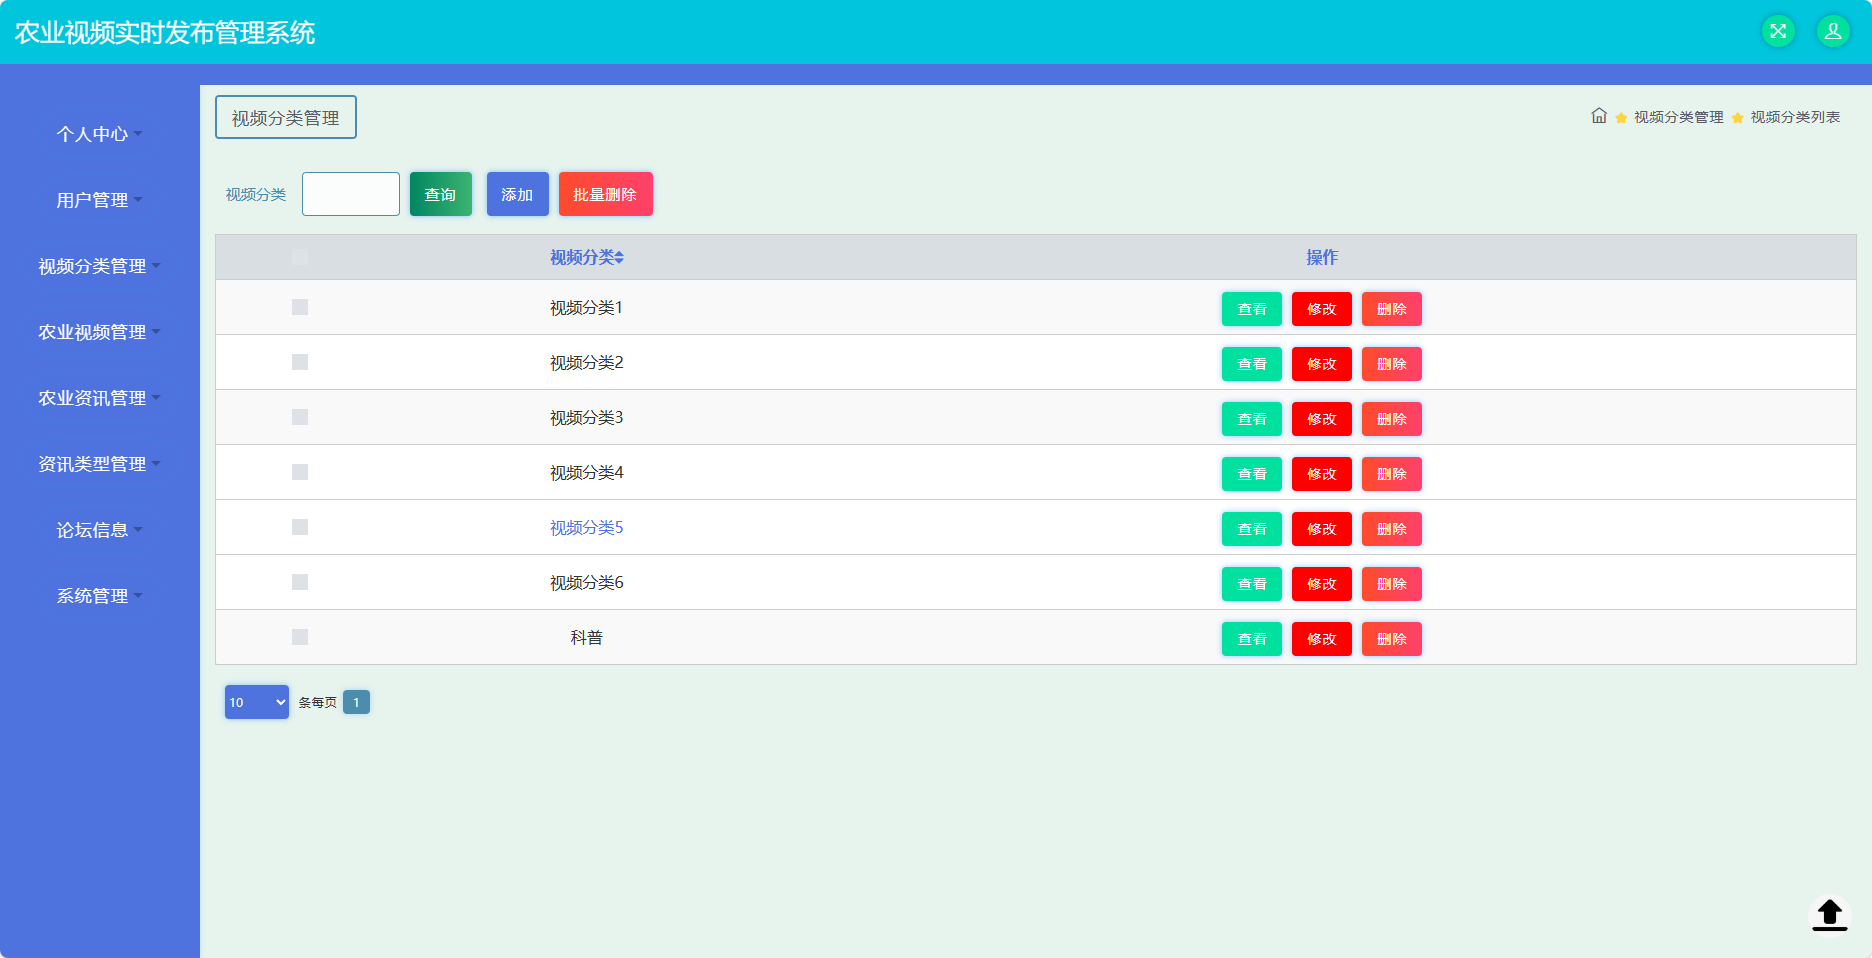 农业视频实时发布管理系统
个人中心
用户管理
视频分类管理
农业视频管理
农业资讯管理
资讯类型管理
论坛信息
系统管理
视频分类管理
视频分类管理 视频分类列表
视频分类 查询 添加 批量删除
视频分类 操作
视频分类1 查看 修改 删除
视频分类2 查看 修改 删除
视频分类3 查看 修改 删除
视频分类4 查看 修改 删除
视频分类5 查看 修改 删除
视频分类6 查看 修改 删除
科普 查看 修改 删除
10 条每页 1